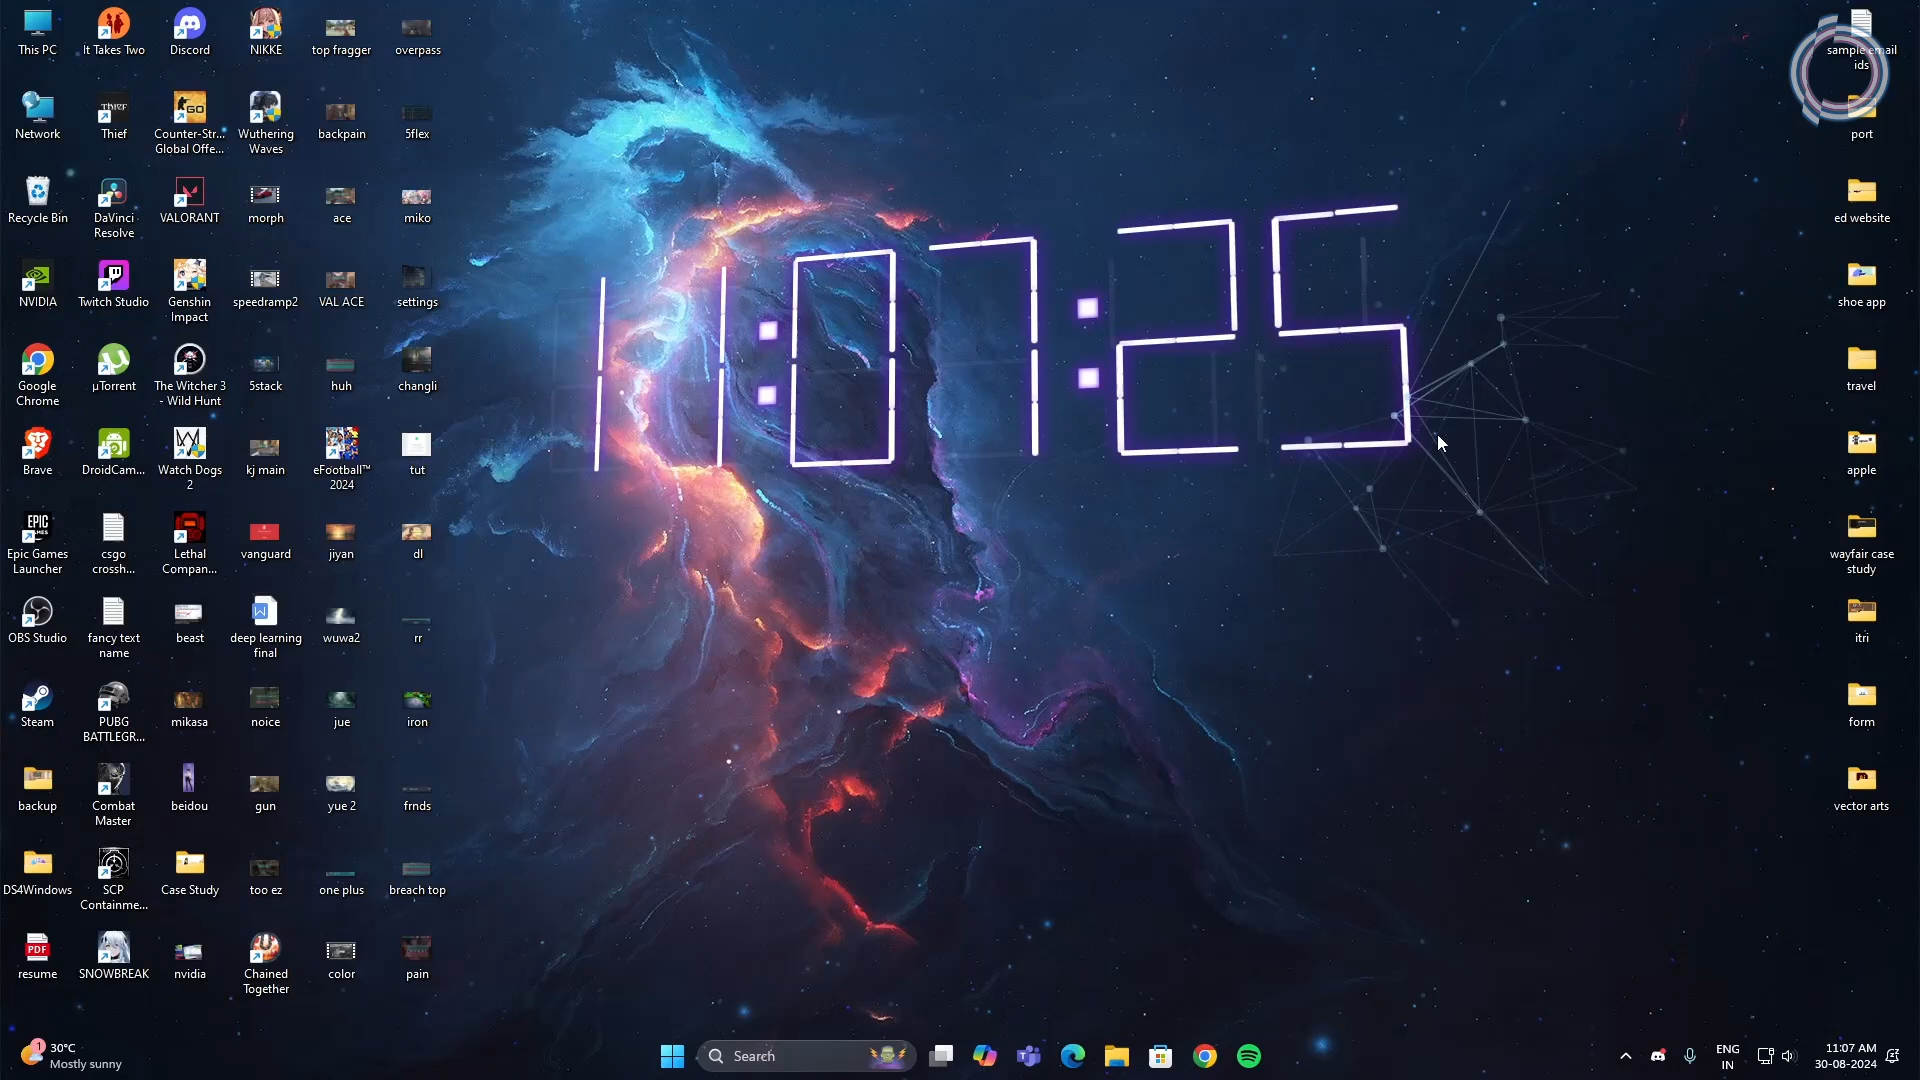 This PC
It Takes Two
Discord
NIKKE
top fragger
overpass
sample email
ids
Network
THIEF
Thief
GO
Counter-Str...
Global Offe...
Wuthering
Waves
backpain
5flex
port
Recycle Bin
DaVinci
Resolve
VALORANT
morph
ace
miko
ed website
11:07:25
NVIDIA
Twitch Studio
Genshin
Impact
speedramp2
VAL ACE
settings
shoe app
Google
Chrome
µTorrent
The Witcher 3
- Wild Hunt
5stack
huh
changli
travel
Brave
DroidCam...
Watch Dogs
2
kj main
eFootball™
2024
tut
apple
EPIC
GAMES
Epic Games
Launcher
csgo
crossh...
Lethal
Compan...
vanguard
jiyan
dl
wayfair case
study
OBS Studio
fancy text
name
beast
W
deep learning
final
wuwa2
rr
itri
Steam
PUBG
BATTLEGR...
mikasa
noice
jue
iron
form
backup
Combat
Master
beidou
gun
yue 2
frnds
vector arts
DS4Windows
SCP
Containme...
Case Study
too ez
one plus
breach top
PDF
resume
SNOWBREAK
nvidia
Chained
Together
color
pain
1
30°C
Mostly sunny
Search
ENG
IN
11:07 AM
30-08-2024